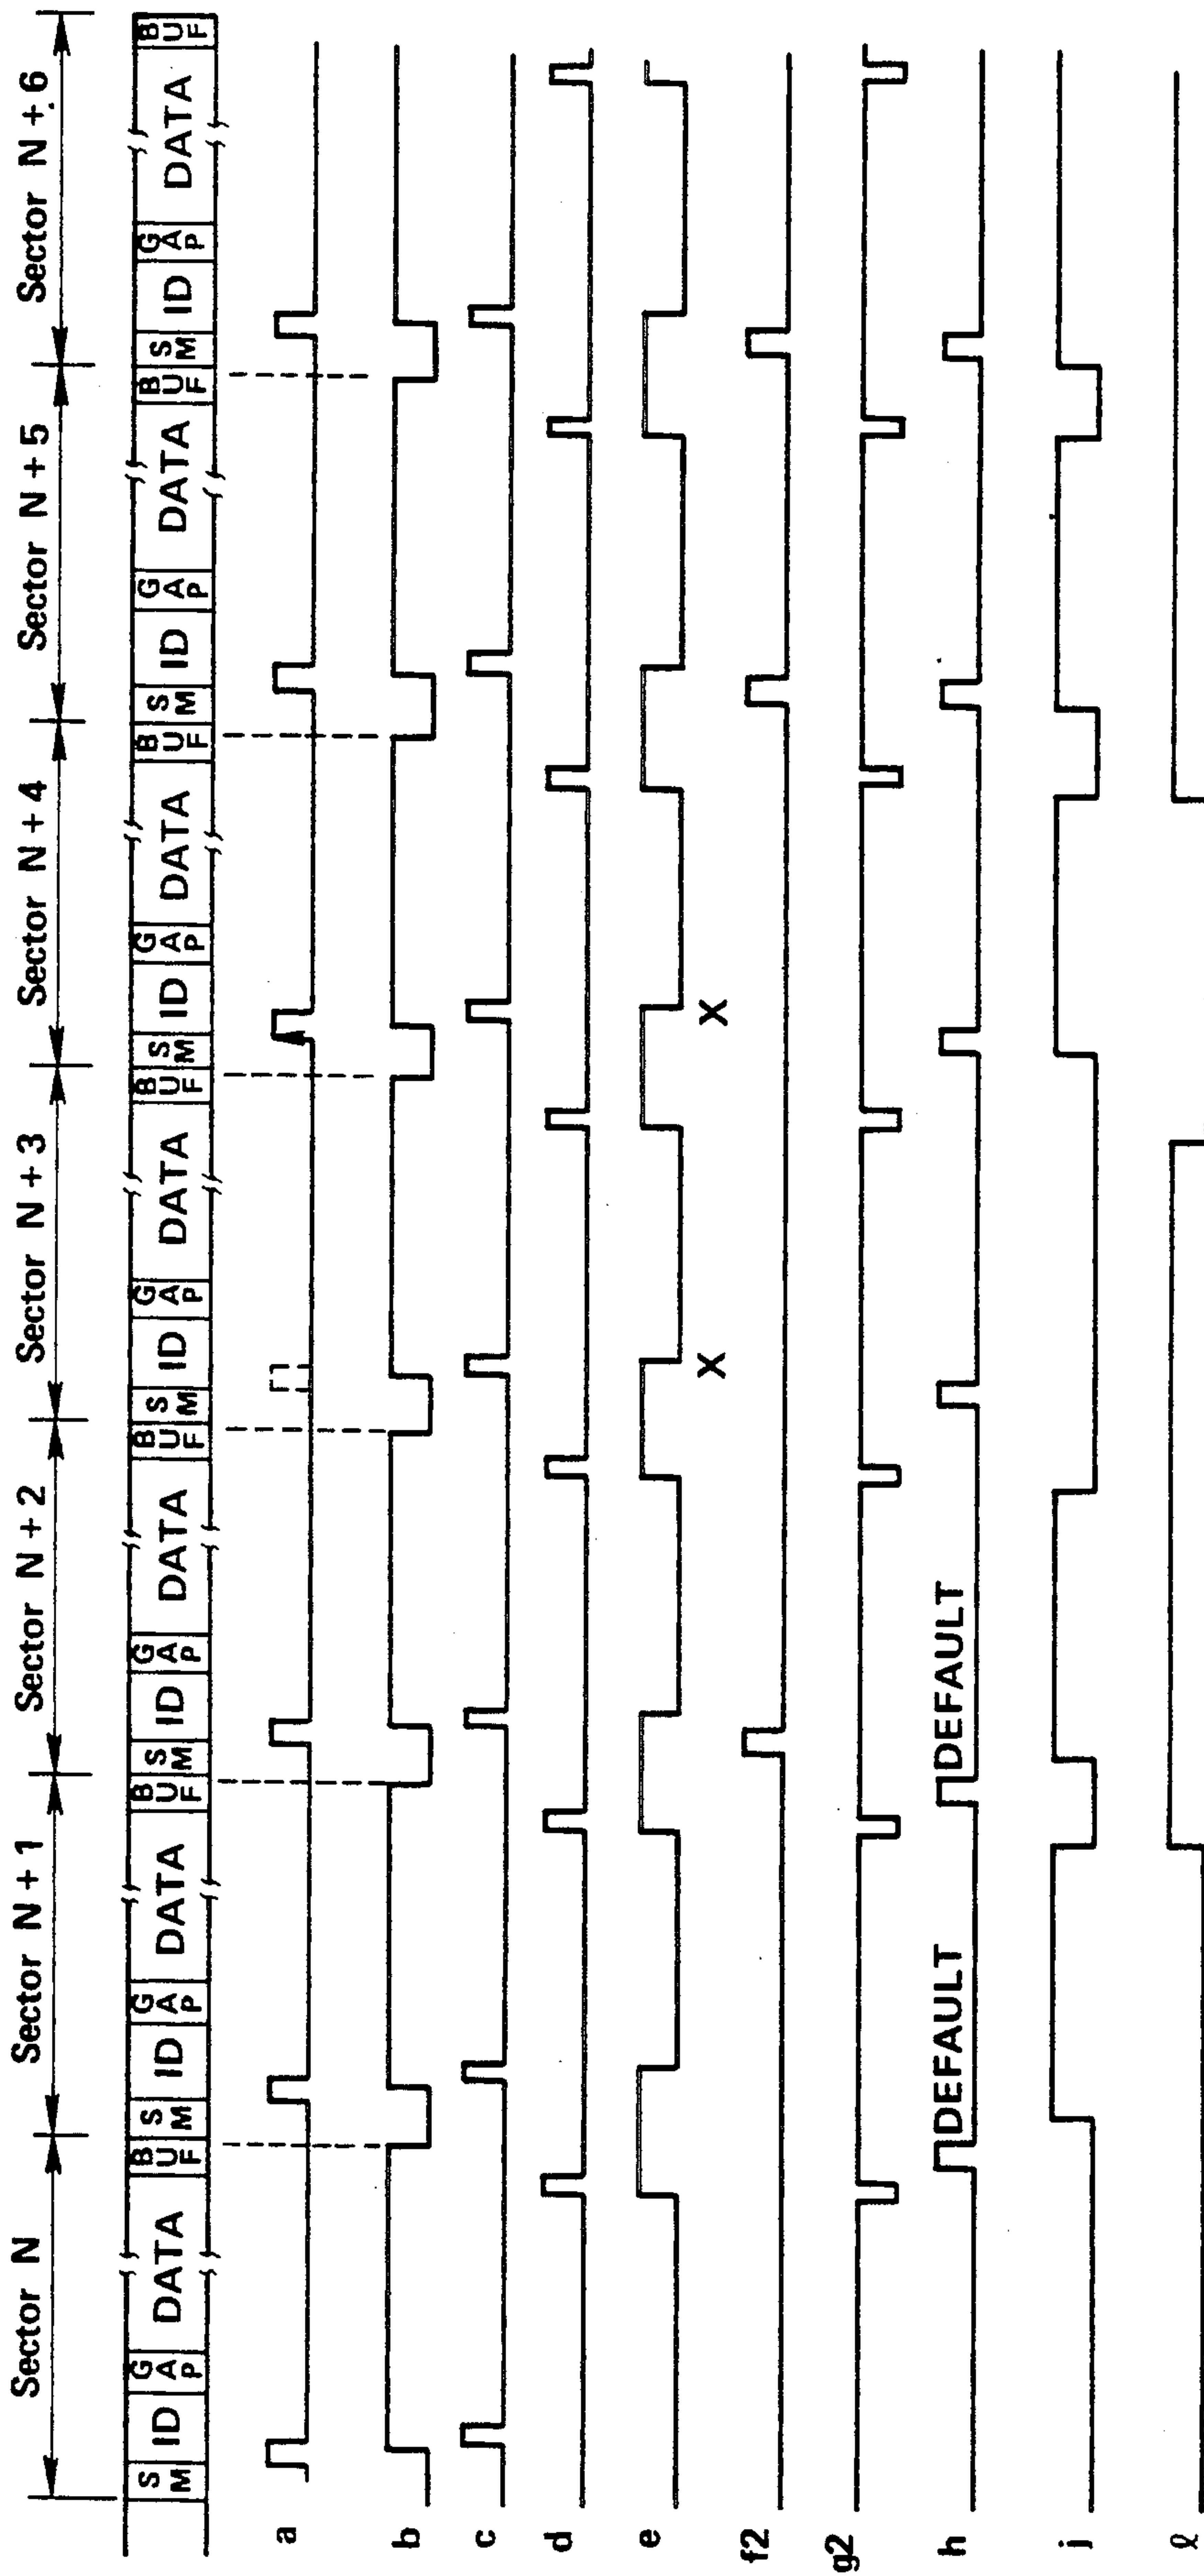 Sector N Sector N + 1 Sector N + 2 Sector N + 3 Sector N + 4 Sector N + 5 Sector N + 6
SM ID GAP DATA BUF SM ID GAP DATA BUF SM ID GAP DATA BUF SM ID GAP DATA BUF SM ID GAP DATA BUF SM ID GAP DATA BUF SM ID GAP DATA BUF
a
b
c
d
e
X X
f2
g2
h DEFAULT DEFAULT
j
ℓ